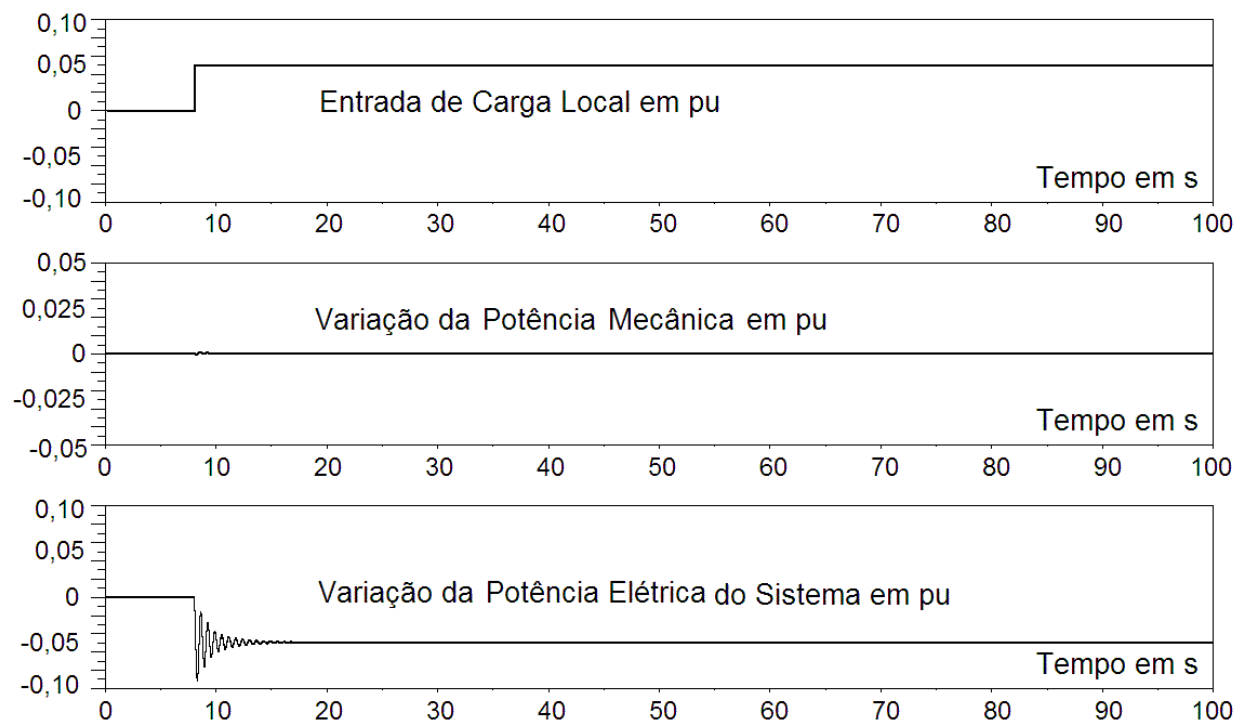 0,10
0,05
0
-0,05
-0,10
Entrada de Carga Local em pu
Tempo em s
0 10 20 30 40 50 60 70 80 90 100
0,05
0,025
0
-0,025
-0,05
Variação da Potência Mecânica em pu
Tempo em s
0 10 20 30 40 50 60 70 80 90 100
0,10
0,05
0
-0,05
-0,10
Variação da Potência Elétrica do Sistema em pu
Tempo em s
0 10 20 30 40 50 60 70 80 90 100